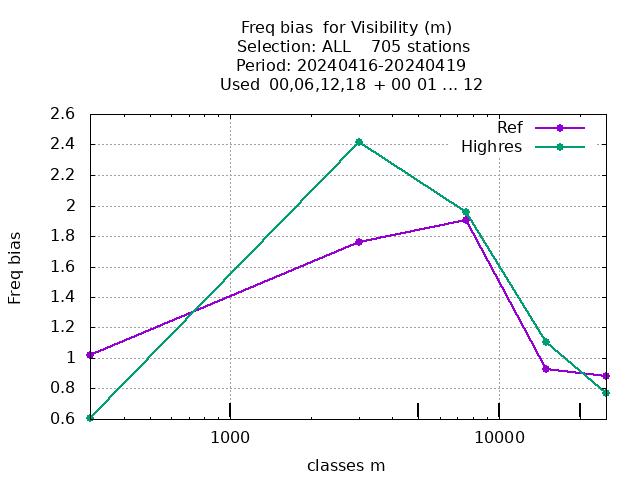 Freq bias for Visibility (m)
Selection: ALL 705 stations
Period: 20240416-20240419
Used 00,06,12,18 + 00 01 ... 12
2.6
2.4
2.2
2
1.8
1.6
1.4
1.2
1
0.8
0.6
Freq bias
Ref
Highres
1000
10000
classes m